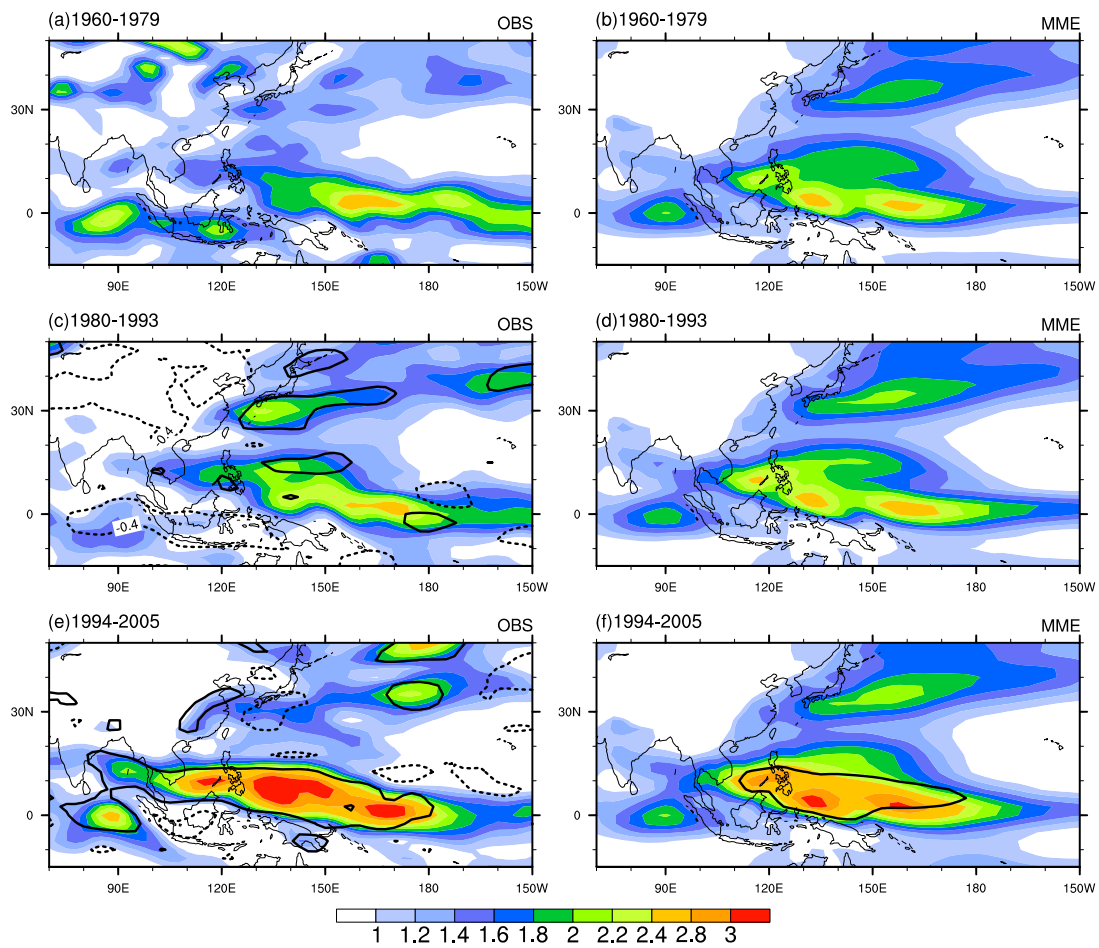 (a)1960-1979 OBS
(b)1960-1979 MME
30N
0
90E 120E 150E 180 150W
30N
0
90E 120E 150E 180 150W
(c)1980-1993 OBS
(d)1980-1993 MME
30N
0
-0.4
-0.4
90E 120E 150E 180 150W
30N
0
90E 120E 150E 180 150W
(e)1994-2005 OBS
(f)1994-2005 MME
30N
0
90E 120E 150E 180 150W
30N
0
90E 120E 150E 180 150W
1 1.2 1.4 1.6 1.8 2 2.2 2.4 2.8 3